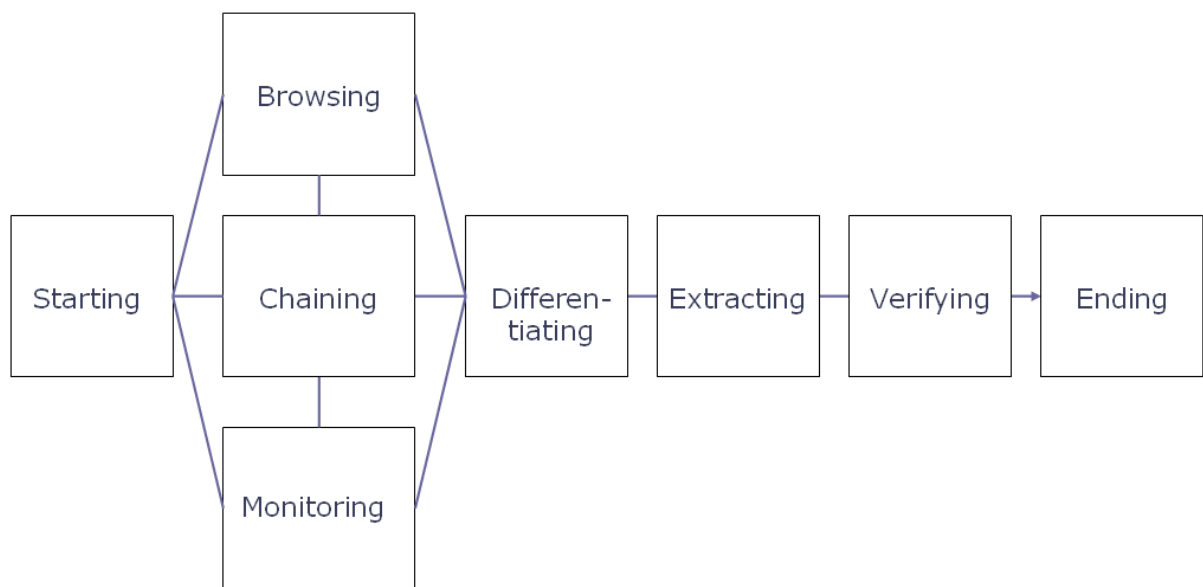 Browsing
Starting
Chaining
Differen-
tiating
Extracting
Verifying
Ending
Monitoring